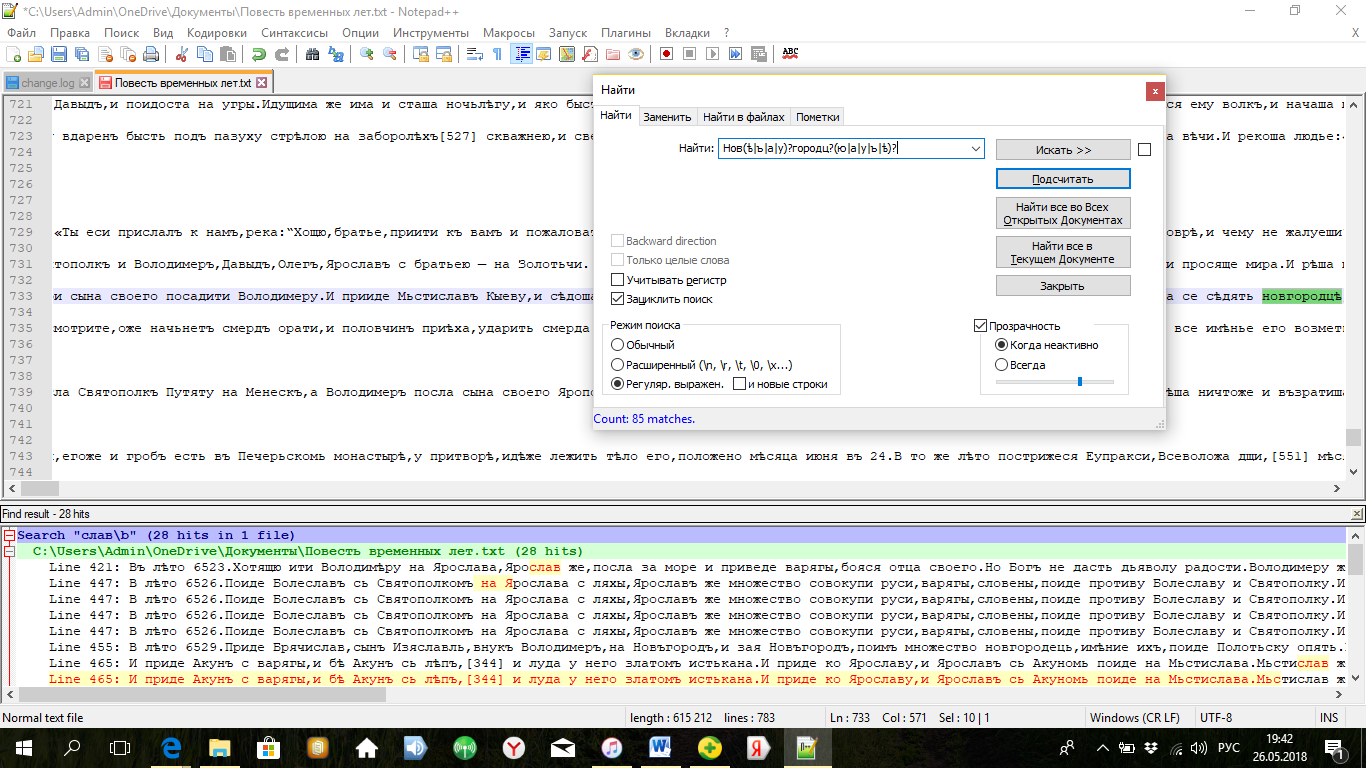 *C:\Users\Admin\OneDrive\Документы\Повесть временных лет.txt - Notepad++
Файл Правка Поиск Вид Кодировки Синтаксисы Опции Инструменты Макросы Запуск Плагины Вкладки ? X
change.log Повесть временных лет.txt
Найти x
Найти Заменить Найти в файлах Пометки
Найти: Нов(ѣ|ъ|а|у)?городц?(ю|а|у|ъ|ѣ)? Искать >>
Подсчитать
Найти все во Всех Открытых Документах
Найти все в Текущем Документе
Закрыть
Backward direction
Только целые слова
Учитывать регистр
Зациклить поиск
Режим поиска
Обычный
Расширенный (\n, \r, \t, \0, \x...)
Регуляр. выражен. и новые строки
Прозрачность
Когда неактивно
Всегда
Count: 85 matches.
721 Давыдъ,и поидоста на угры.Идущима же има и сташа ночьлѣгу,и яко быс ся ему волкъ,и начаша
722
723 вдаренъ бысть подъ пазуху стрѣлою на заборолѣхъ[527] скважнею,и све а вѣчи.И рекоша людье:
724
725
726
727
728
729 «Ты еси прислалъ к намъ,река:“Хощю,братье,приити къ вамъ и пожалова оврѣ,и чему не жалуеши
730
731 тополкъ и Володимеръ,Давыдъ,Олегъ,Ярославъ с братьею — на Золотьчи. и просяще мира.И рѣша
732
733 и сына своего посадити Володимеру.И прииде Мьстиславъ Кыеву,и сѣдоша а се сѣдять новгородцѣ
734
735 смотрите,оже начьнетъ смердъ орати,и половчинъ приѣха,ударить смерда все имѣнье его возмет
736
737
738
739 ла Святополкъ Путяту на Менескъ,а Володимеръ посла сына своего Яропо ѣша ничтоже и възратиша
740
741
742
743 ,егоже и гробъ есть въ Печерьскомь монастырѣ,у притворѣ,идѣже лежить тѣло его,положено мѣсяца июня въ 24.В то же лѣто пострижеся Еупракси,Всеволожа дщи,[551] мѣс
744
Find result - 28 hits
Search "слав\b" (28 hits in 1 file)
C:\Users\Admin\OneDrive\Документы\Повесть временных лет.txt (28 hits)
Line 421: Въ лѣто 6523.Хотящю ити Володимѣру на Ярослава,Ярослав же,посла за море и приведе варягы,бояся отца своего.Но Богъ не дасть дьяволу радости.Володимеру ж
Line 447: В лѣто 6526.Поиде Болеславъ сь Святополкомъ на Ярослава с ляхы,Ярославъ же множество совокупи руси,варягы,словены,поиде противу Болеславу и Святополку.И
Line 447: В лѣто 6526.Поиде Болеславъ сь Святополкомъ на Ярослава с ляхы,Ярославъ же множество совокупи руси,варягы,словены,поиде противу Болеславу и Святополку.И
Line 447: В лѣто 6526.Поиде Болеславъ сь Святополкомъ на Ярослава с ляхы,Ярославъ же множество совокупи руси,варягы,словены,поиде противу Болеславу и Святополку.И
Line 447: В лѣто 6526.Поиде Болеславъ сь Святополкомъ на Ярослава с ляхы,Ярославъ же множество совокупи руси,варягы,словены,поиде противу Болеславу и Святополку.И
Line 455: В лѣто 6529.Приде Брячислав,сынъ Изяславль,внукъ Володимеръ,на Новъгородъ,и зая Новъгородъ,поимъ множество новгородець,имѣние ихъ,поиде Полотьску опять.
Line 465: И приде Акунъ с варягы,и бѣ Акунъ сь лѣпъ,[344] и луда у него златомъ истькана.И приде ко Ярославу,и Ярославъ сь Акуномь поиде на Мьстислава.Мьстислав ж
Line 465: И приде Акунъ с варягы,и бѣ Акунъ сь лѣпъ,[344] и луда у него златомъ истькана.И приде ко Ярославу,и Ярославъ сь Акуномь поиде на Мьстислава.Мьстислав ж
Normal text file length : 615 212 lines : 783 Ln : 733 Col : 571 Sel : 10 | 1 Windows (CR LF) UTF-8 INS
РУС 19:42
26.05.2018